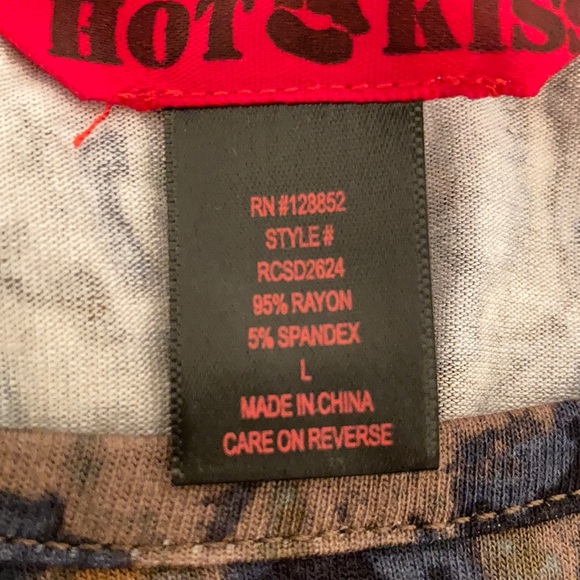 HOT KISS
RN #128852
STYLE #
RCSD2624
95% RAYON
5% SPANDEX
L
MADE IN CHINA
CARE ON REVERSE